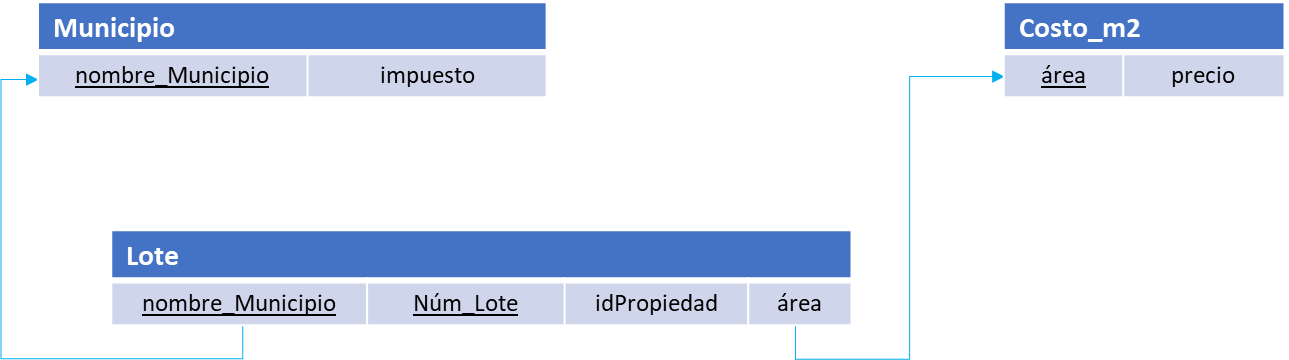 Municipio
nombre_Municipio impuesto
Costo_m2
área precio
Lote
nombre_Municipio Núm_Lote idPropiedad área